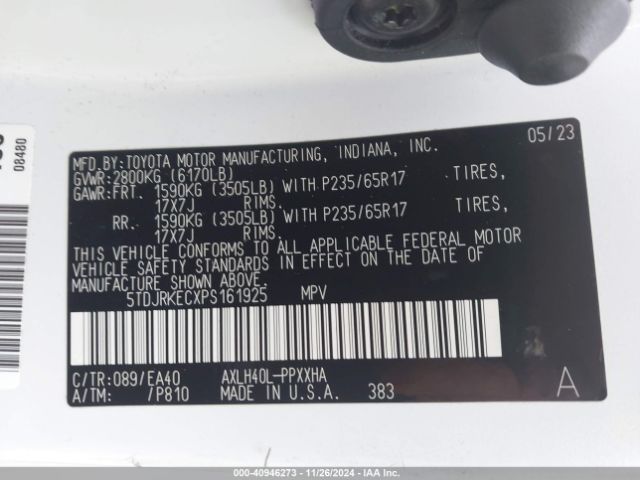 08480
MFD.BY:TOYOTA MOTOR MANUFACTURING, INDIANA, INC. 05/23
GVWR:2800KG (6170LB)
GAWR:FRT. 1590KG (3505LB) WITH P235/65R17 TIRES,
17X7J RIMS.
RR. 1590KG (3505LB) WITH P235/65R17 TIRES,
17X7J RIMS.
THIS VEHICLE CONFORMS TO ALL APPLICABLE FEDERAL MOTOR
VEHICLE SAFETY STANDARDS IN EFFECT ON THE DATE OF
MANUFACTURE SHOWN ABOVE.
5TDJRKECXPS161925 MPV
C/TR:089/EA40 AXLH40L-PPXXHA
A/TM: /P810 MADE IN U.S.A. 383 A
000-40946273 - 11/26/2024 - IAA Inc.